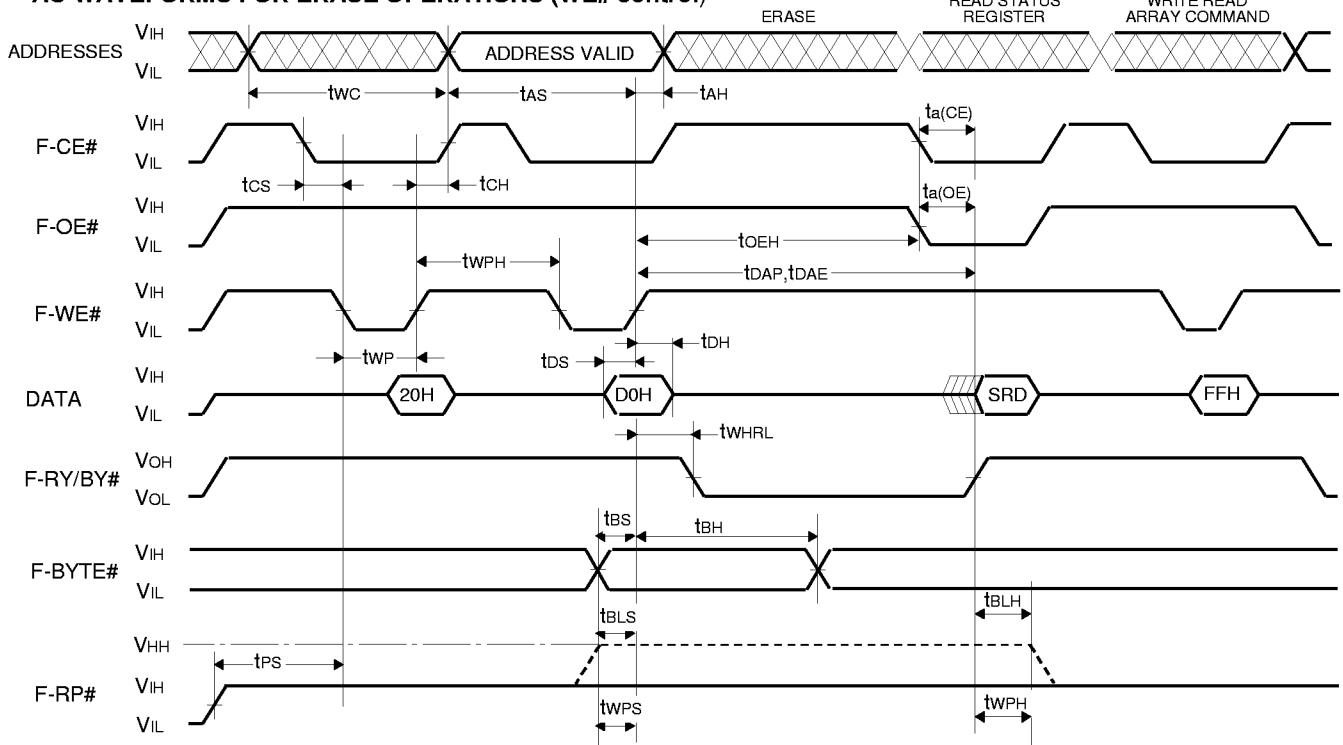 AC WAVEFORMS FOR ERASE OPERATIONS (WE# control)
ERASE
READ STATUS
REGISTER
WRITE READ
ARRAY COMMAND
ADDRESSES
VIH
VIL
ADDRESS VALID
tWC
tAS
tAH
F-CE#
VIH
VIL
ta(CE)
tCS
tCH
F-OE#
VIH
VIL
ta(OE)
tOEH
tWPH
tDAP,tDAE
F-WE#
VIH
VIL
tWP
tDS
tDH
DATA
VIH
VIL
20H
D0H
SRD
FFH
tWHRL
F-RY/BY#
VOH
VOL
tBS
tBH
F-BYTE#
VIH
VIL
tBLS
tBLH
VHH
tPS
F-RP#
VIH
VIL
tWPS
tWPH